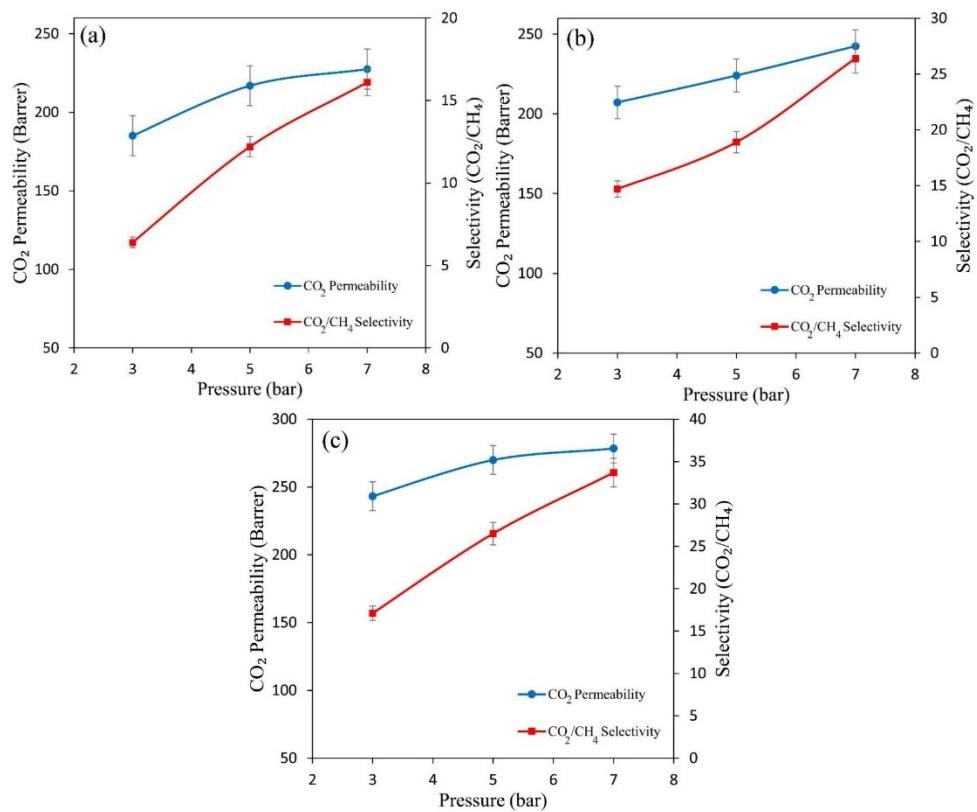 (a)
CO₂ Permeability (Barrer)
250
200
150
100
50
20
15
10
5
0
Selectivity (CO₂/CH₄)
CO₂ Permeability
CO₂/CH₄ Selectivity
2 3 4 5 6 7 8
Pressure (bar)
(b)
CO₂ Permeability (Barrer)
250
200
150
100
50
30
25
20
15
10
5
0
Selectivity (CO₂/CH₄)
CO₂ Permeability
CO₂/CH₄ Selectivity
2 3 4 5 6 7 8
Pressure (bar)
(c)
CO₂ Permeability (Barrer)
300
250
200
150
100
50
40
35
30
25
20
15
10
5
0
Selectivity (CO₂/CH₄)
CO₂ Permeability
CO₂/CH₄ Selectivity
2 3 4 5 6 7 8
Pressure (bar)